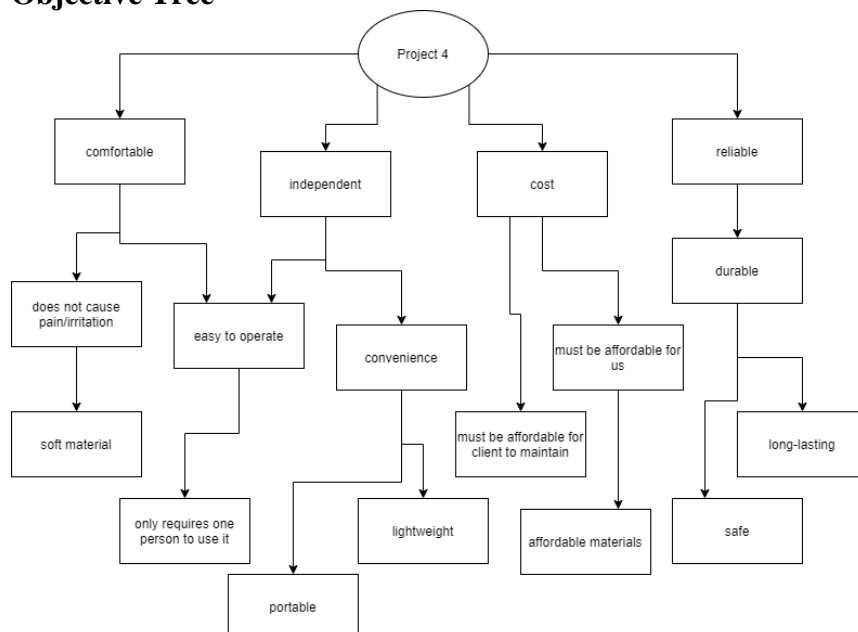 Objective Tree
Project 4
comfortable
independent
cost
reliable
durable
does not cause
pain/irritation
easy to operate
convenience
must be affordable for
us
soft material
must be affordable for
client to maintain
long-lasting
only requires one
person to use it
lightweight
affordable materials
safe
portable